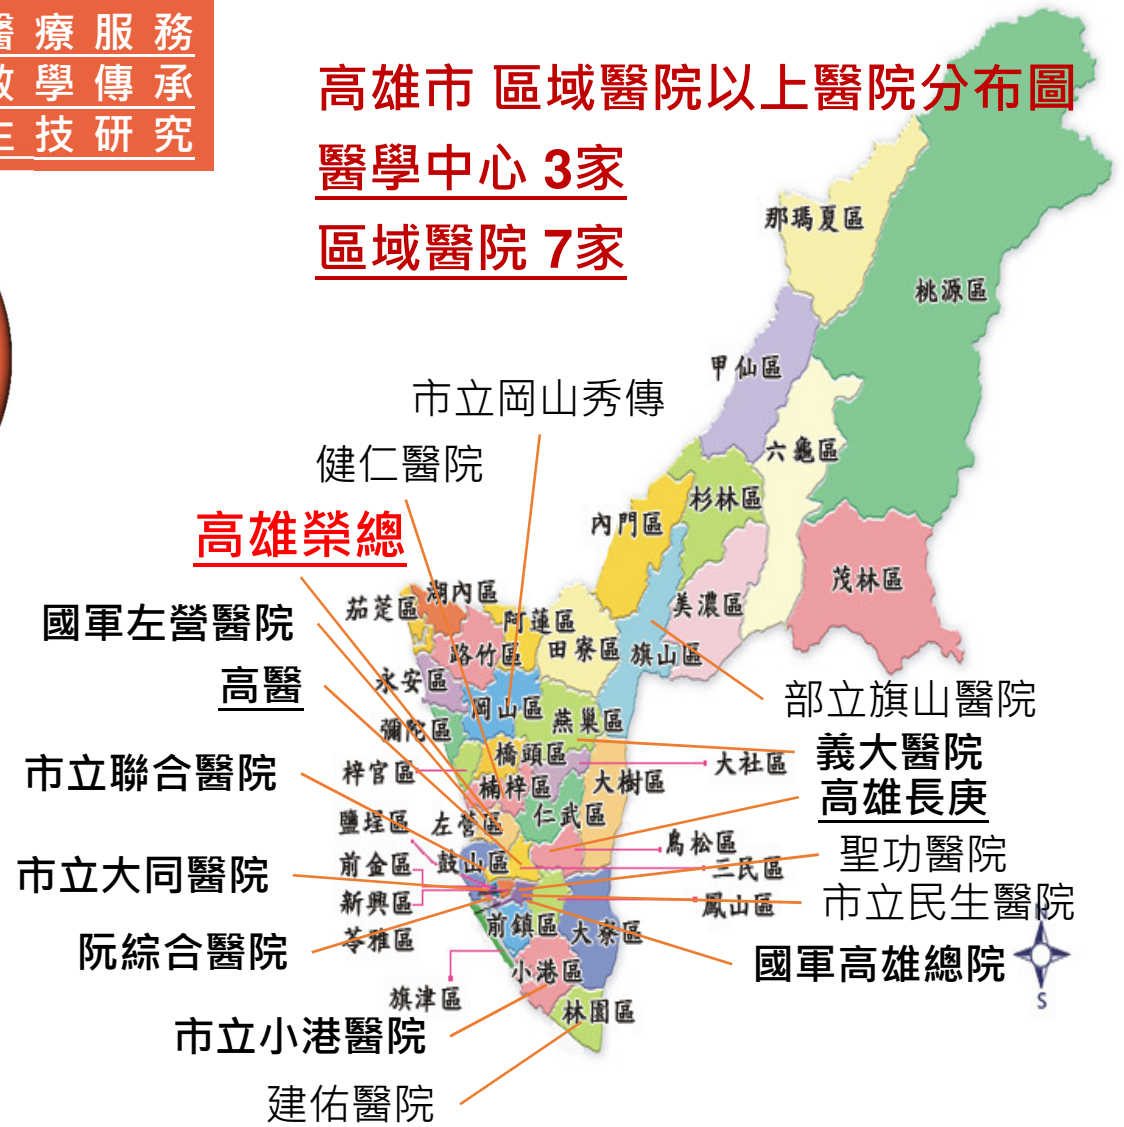 醫療服務
教學傳承
生技研究
高雄市 區域醫院以上醫院分布圖
醫學中心 3家
區域醫院 7家
那瑪夏區
桃源區
甲仙區
市立岡山秀傳
六龜區
健仁醫院
杉林區
高雄榮總
內門區
茂林區
湖內區
茄萣區
美濃區
國軍左營醫院
阿蓮區
路竹區
田寮區
旗山區
高醫
永安區
部立旗山醫院
岡山區
燕巢區
彌陀區
義大醫院
橋頭區
大社區
梓官區
市立聯合醫院
楠梓區
大樹區
高雄長庚
仁武區
鹽埕區
左營區
鳥松區
聖功醫院
前金區
鼓山區
三民區
市立大同醫院
新興區
鳳山區
市立民生醫院
前鎮區
大寮區
苓雅區
阮綜合醫院
國軍高雄總院
N
小港區
旗津區
S
林園區
市立小港醫院
建佑醫院